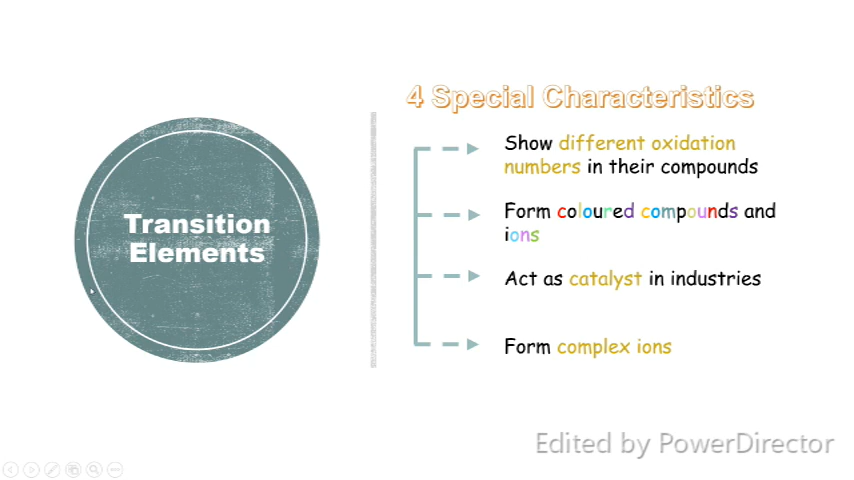 4 Special Characteristics
Transition
Elements
Show different oxidation
numbers in their compounds
Form coloured compounds and
ions
Act as catalyst in industries
Form complex ions
Edited by PowerDirector